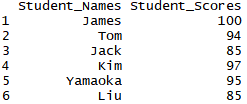 Student_Names Student_Scores
1 James 100
2 Tom 94
3 Jack 85
4 Kim 97
5 Yamaoka 95
6 Liu 85